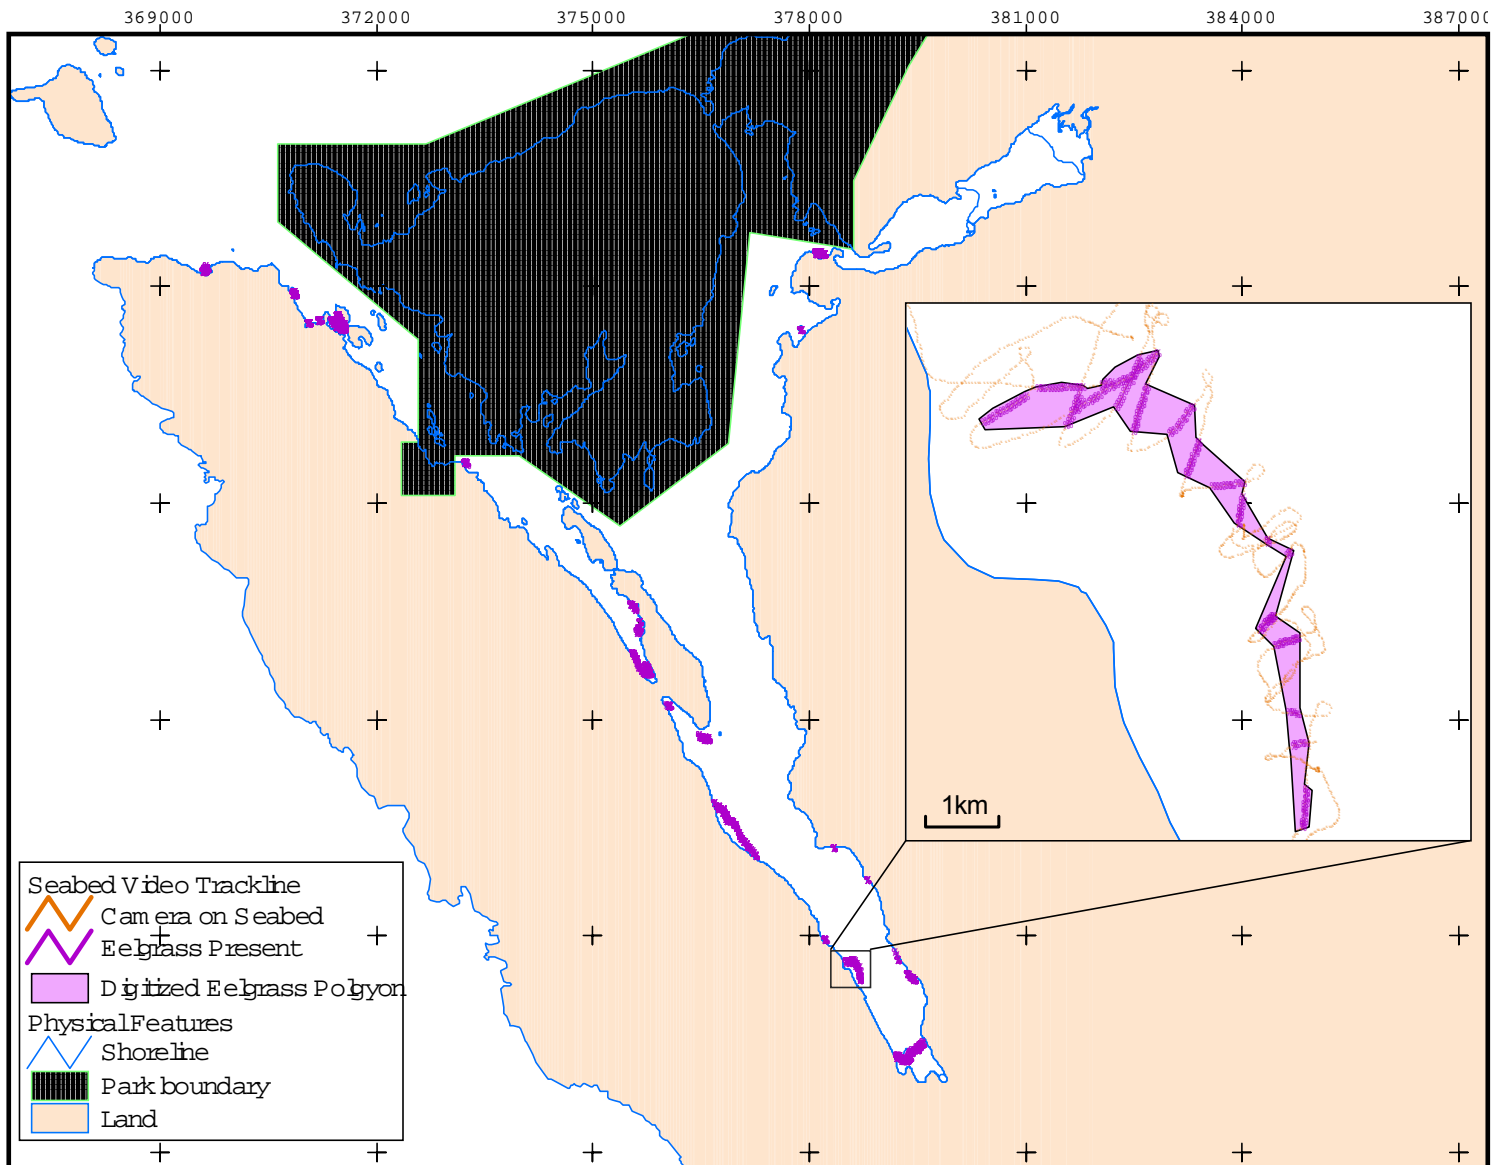 369000 372000 375000 378000 381000 384000 387000
1km
Seabed Video Trackline
Camera on Seabed
Eelgrass Present
Digitized Eelgrass Polgyon
Physical Features
Shoreline
Park boundary
Land